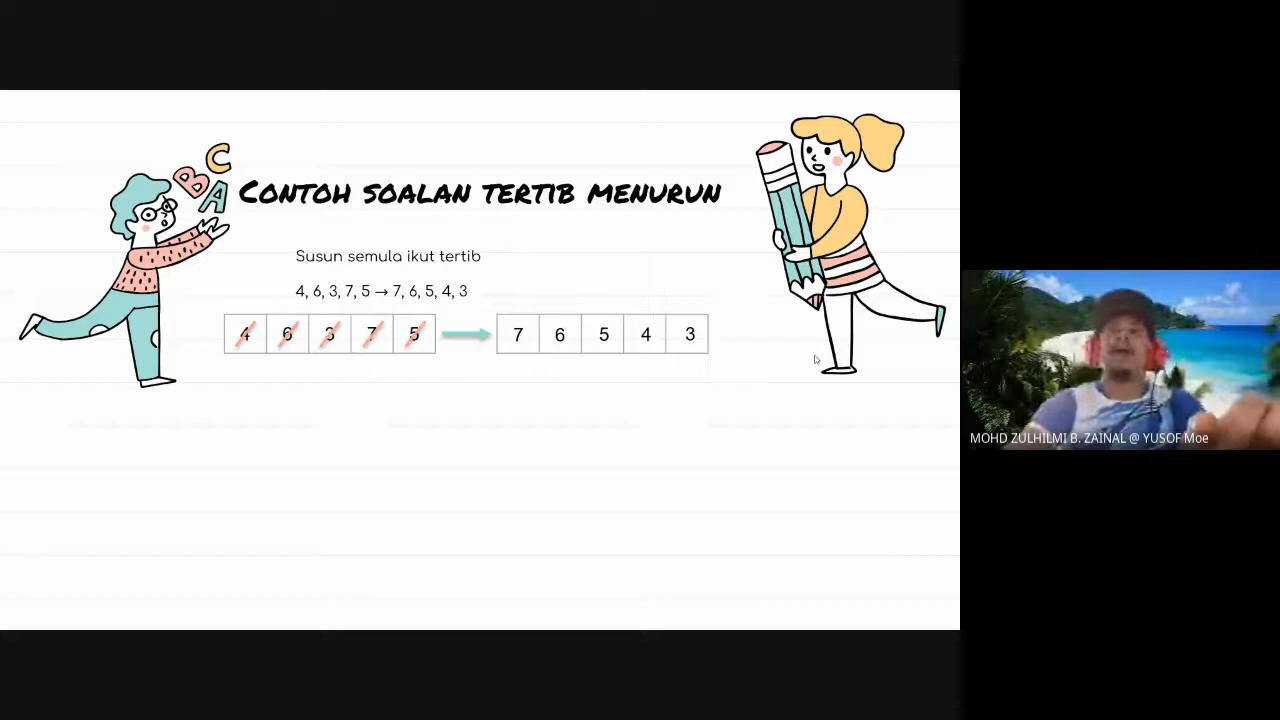 C
B
A
CONTOH SOALAN TERTIB MENURUN
Susun semula ikut tertib
4, 6, 3, 7, 5 → 7, 6, 5, 4, 3
4 6 3 7 5 → 7 6 5 4 3
MOHD ZULHILMI B. ZAINAL @ YUSOF Moe